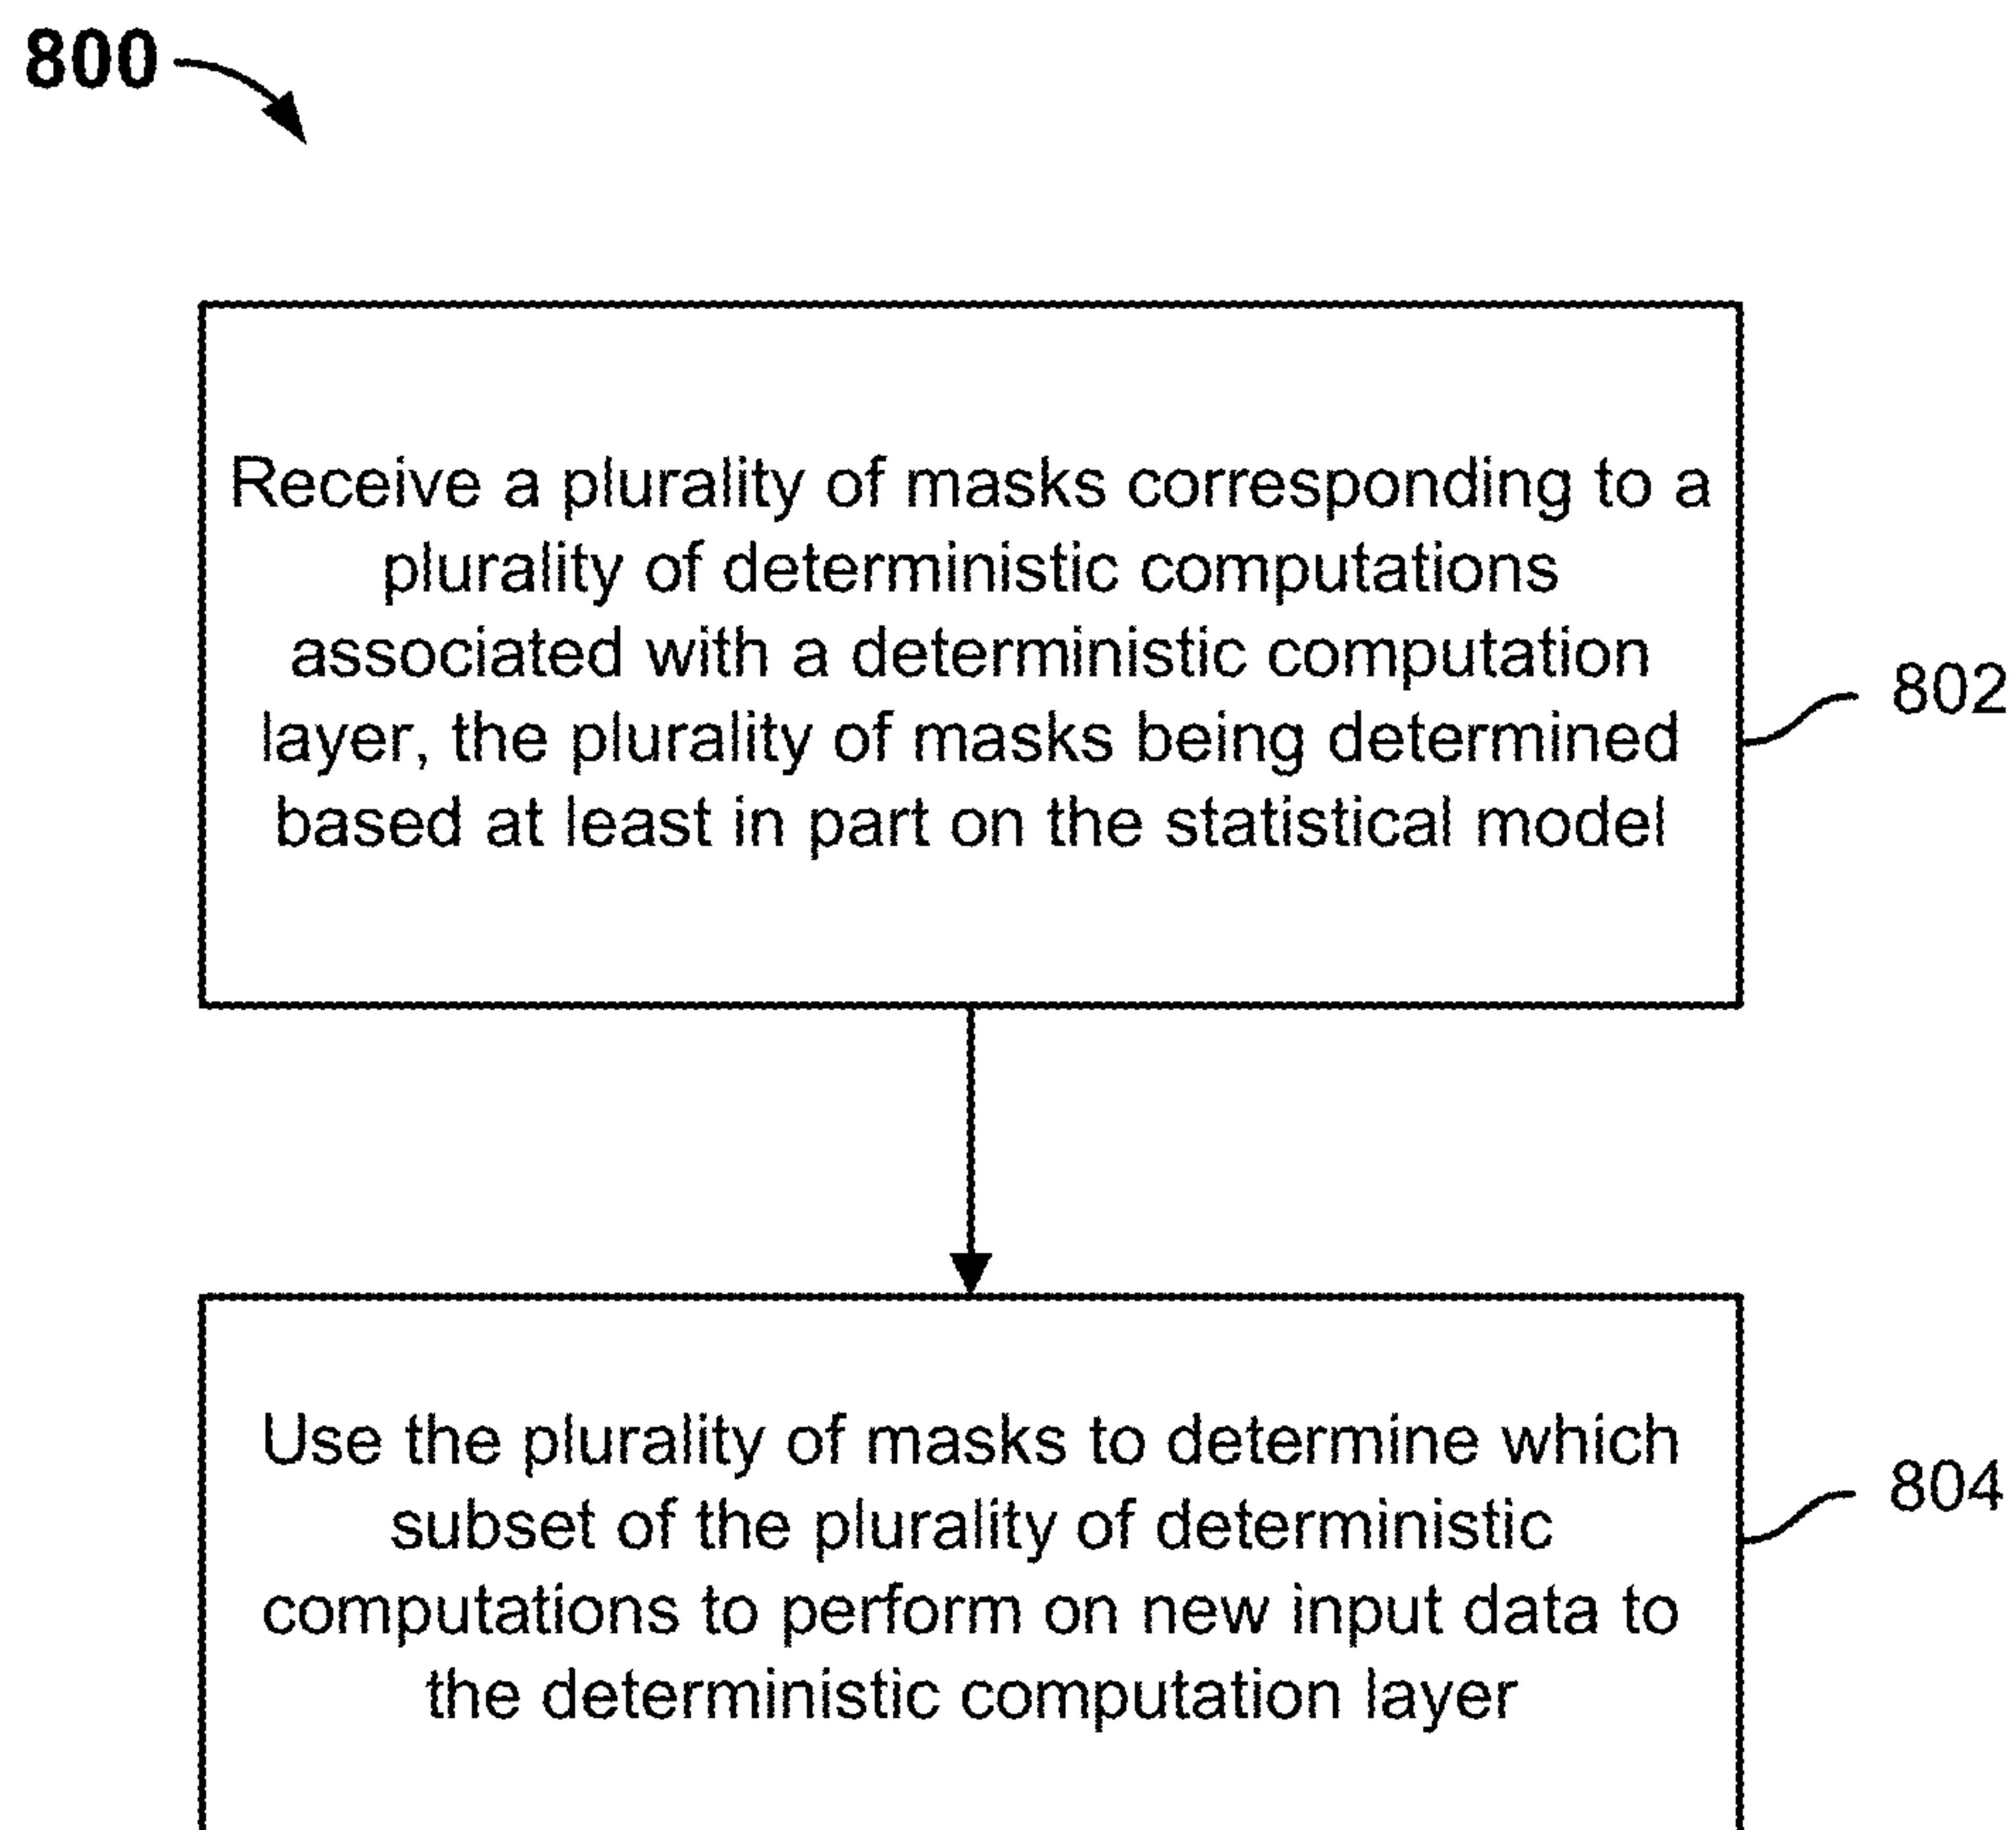 800
Receive a plurality of masks corresponding to a
plurality of deterministic computations
associated with a deterministic computation
layer, the plurality of masks being determined
based at least in part on the statistical model
802
Use the plurality of masks to determine which
subset of the plurality of deterministic
computations to perform on new input data to
the deterministic computation layer
804